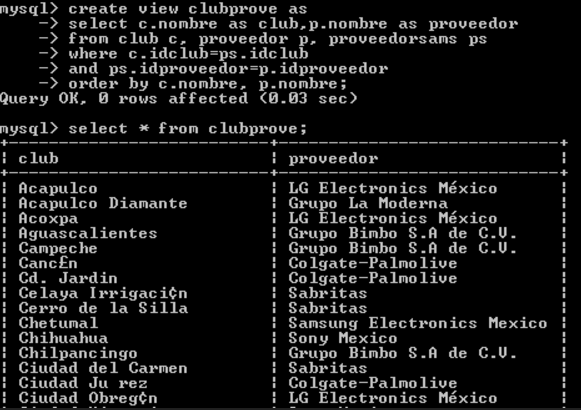 mysql> create view clubprove as
-> select c.nombre as club,p.nombre as proveedor
-> from club c, proveedor p, proveedorsams ps
-> where c.idclub=ps.idclub
-> and ps.idproveedor=p.idproveedor
-> order by c.nombre, p.nombre;
Query OK, 0 rows affected (0.03 sec)
mysql> select * from clubprove;
+----------------------+----------------------------+
| club | proveedor |
+----------------------+----------------------------+
| Acapulco | LG Electronics México |
| Acapulco Diamante | Grupo La Moderna |
| Acoxpa | LG Electronics México |
| Aguascalientes | Grupo Bimbo S.A de C.V. |
| Campeche | Grupo Bimbo S.A de C.V. |
| Canc£n | Colgate-Palmolive |
| Cd. Jardin | Colgate-Palmolive |
| Celaya Irrigaci¢n | Sabritas |
| Cerro de la Silla | Sabritas |
| Chetumal | Samsung Electronics Mexico |
| Chihuahua | Sony Mexico |
| Chilpancingo | Grupo Bimbo S.A de C.V. |
| Ciudad del Carmen | Sabritas |
| Ciudad Ju rez | Colgate-Palmolive |
| Ciudad Obreg¢n | LG Electronics México |